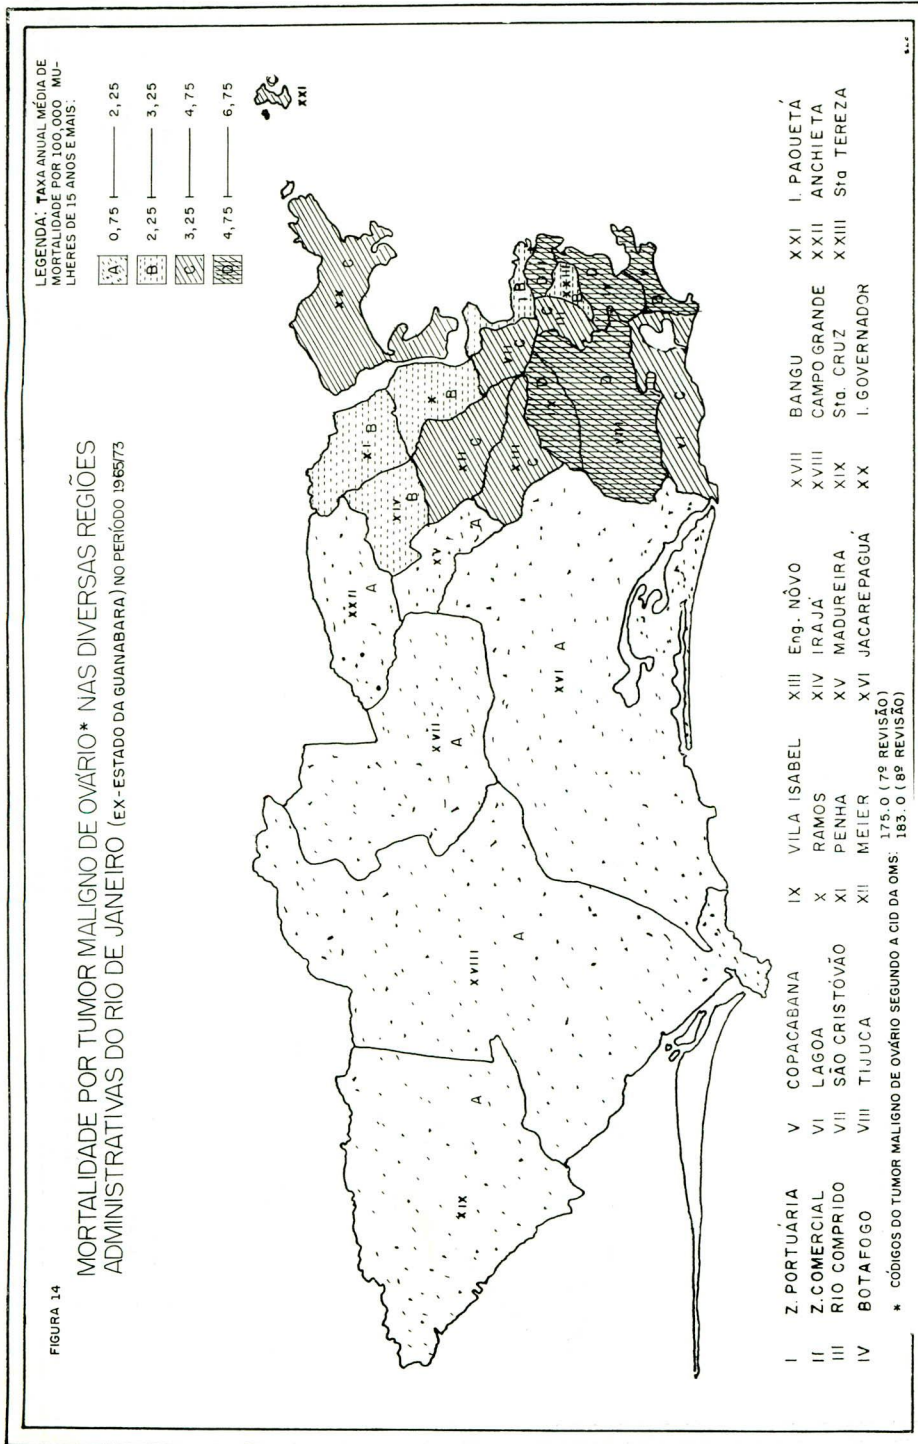 FIGURA 14
MORTALIDADE POR TUMOR MALIGNO DE OVÁRIO* NAS DIVERSAS REGIÕES
ADMINISTRATIVAS DO RIO DE JANEIRO (EX-ESTADO DA GUANABARA) NO PERÍODO 1965/73
LEGENDA: TAXA ANUAL MÉDIA DE
MORTALIDADE POR 100,000 MU-
LHERES DE 15 ANOS E MAIS:
A 0,75 ⊢ 2,25
B 2,25 ⊢ 3,25
C 3,25 ⊢ 4,75
D 4,75 ⊢ 6,75
C
XXI
XX C
XI B
* B
XIV B
XXII A
XV A
XII C
XIII C
VII C
I B
II D
XXIII B
III C
IX D
VIII D
D
V
D
VI C
XVII A
XVI A
XVIII A
XIX A
I Z. PORTUÁRIA
II Z.COMERCIAL
III RIO COMPRIDO
IV BOTAFOGO
V COPACABANA
VI LAGOA
VII SÃO CRISTÓVÃO
VIII TIJUCA
IX VILA ISABEL
X RAMOS
XI PENHA
XII MEIER
XIII Eng. NÔVO
XIV IRAJÁ
XV MADUREIRA
XVI JACAREPAGUÁ
XVII BANGU
XVIII CAMPO GRANDE
XIX Sta. CRUZ
XX I. GOVERNADOR
XXI I. PAQUETÁ
XXII ANCHIETA
XXIII Sta TEREZA
* CÓDIGOS DO TUMOR MALIGNO DE OVÁRIO SEGUNDO A CID DA OMS: 175.0 (7º REVISÃO)
183.0 (8º REVISÃO)